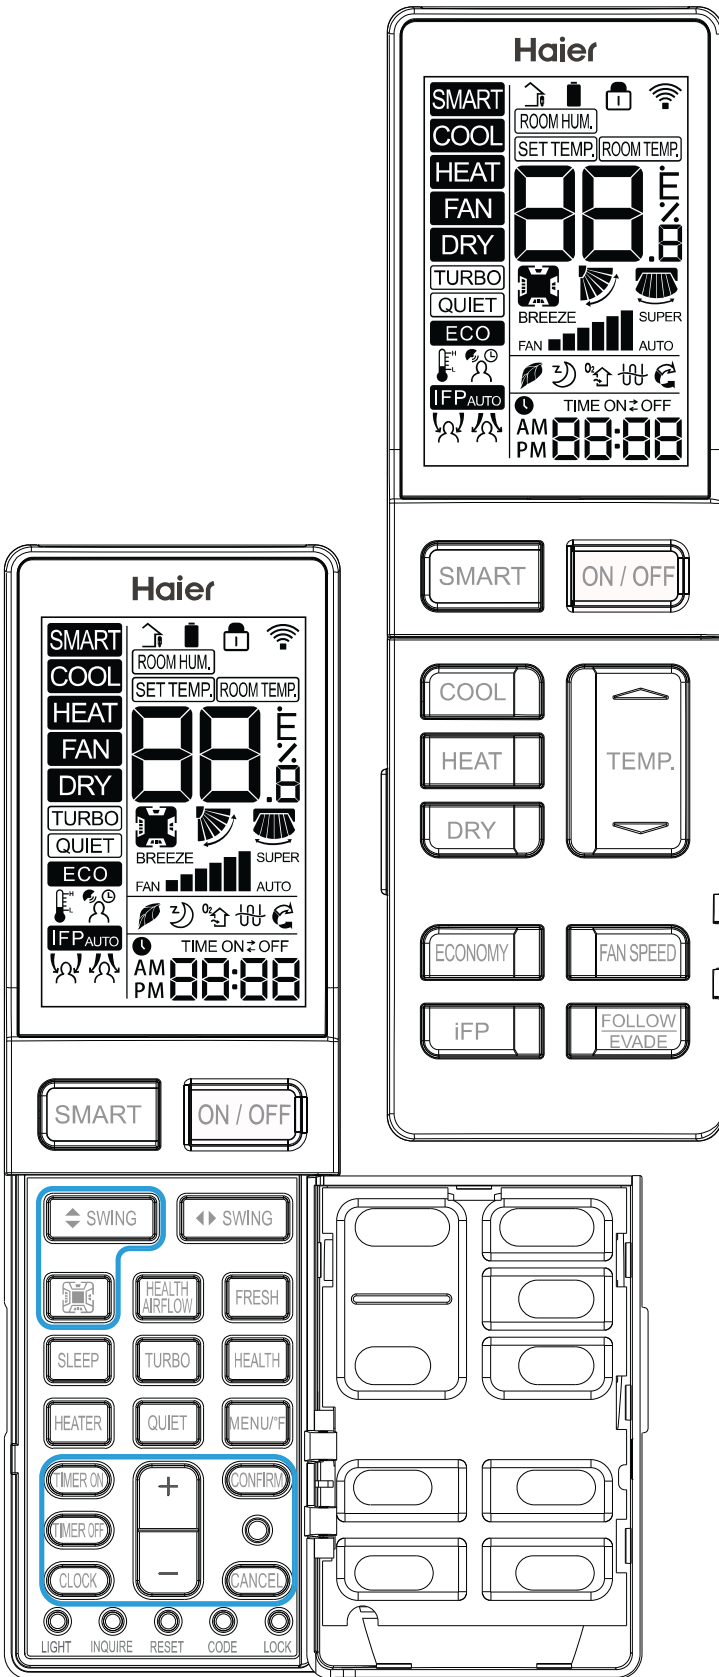 Haier
SMART
COOL
HEAT
FAN
DRY
TURBO
QUIET
ECO
H
L
IFP AUTO
ROOM HUM.
SET TEMP. ROOM TEMP.
88
E
%
.8
BREEZE SUPER
FAN AUTO
Z
O2
TIME ON OFF
AM
PM 88:88
SMART ON / OFF
COOL
HEAT
DRY
TEMP.
ECONOMY FAN SPEED
iFP FOLLOW
EVADE
Haier
SMART
COOL
HEAT
FAN
DRY
TURBO
QUIET
ECO
H
L
IFP AUTO
ROOM HUM.
SET TEMP. ROOM TEMP.
88
E
%
.8
BREEZE SUPER
FAN AUTO
Z
O2
TIME ON OFF
AM
PM 88:88
SMART ON / OFF
SWING SWING
HEALTH
AIRFLOW
FRESH
SLEEP TURBO HEALTH
HEATER QUIET MENU/°F
TIMER ON + CONFIRM
TIMER OFF
CLOCK − CANCEL
LIGHT INQUIRE RESET CODE LOCK